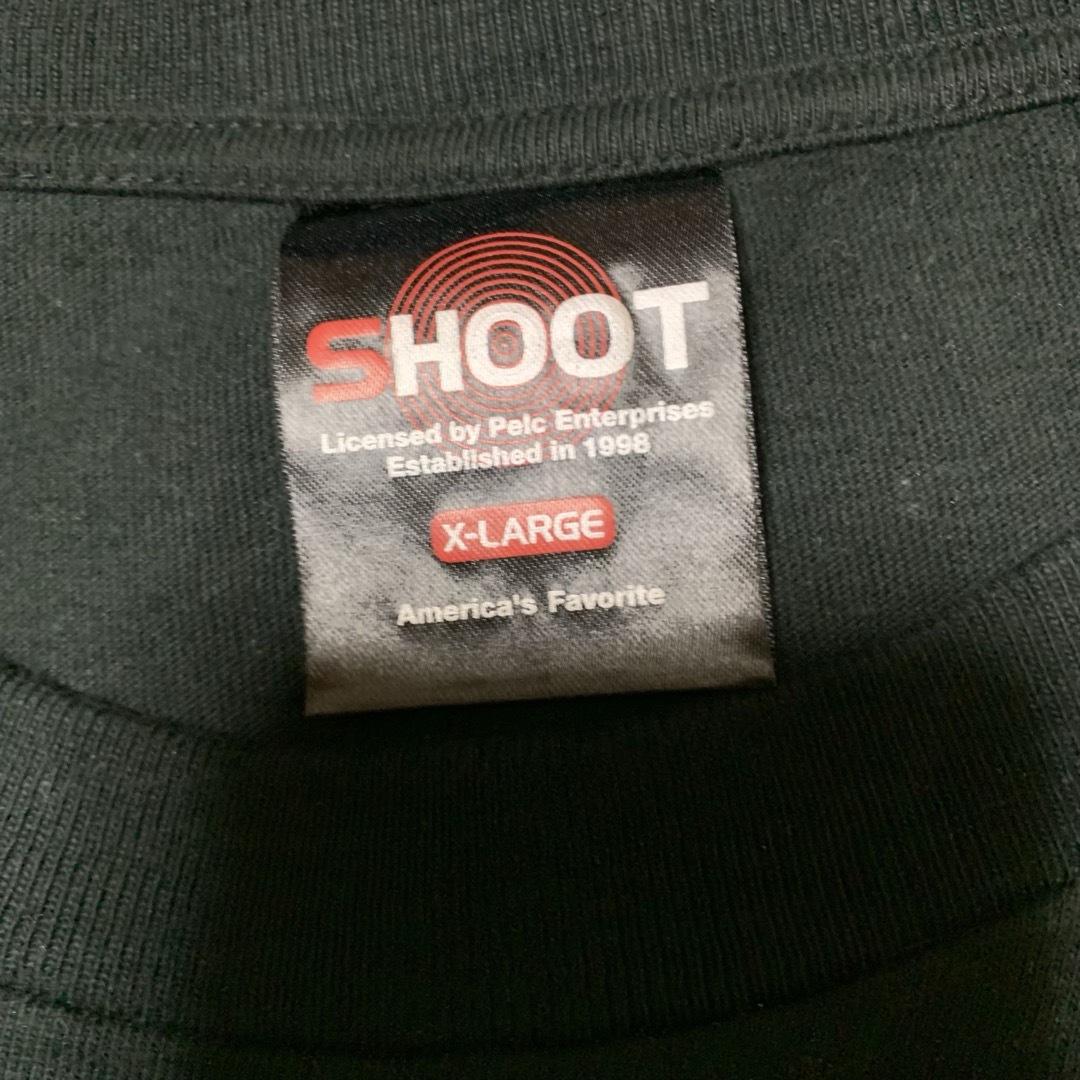 SHOOT
Licensed by Pelc Enterprises
Established in 1998
X-LARGE
America's Favorite